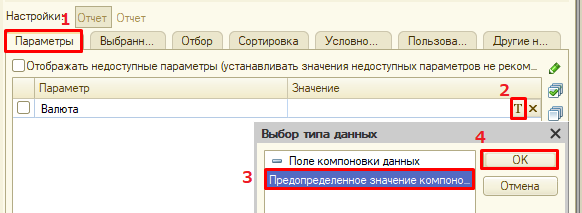 Настройки: 1 Отчет Отчет
Параметры Выбранн... Отбор Сортировка Условно... Пользова... Другие н...
Отображать недоступные параметры (устанавливать значения недоступных параметров не реком...
Параметр Значение 2
Валюта T ×
Выбор типа данных ×
4
Поле компоновки данных OK
3 Предопределенное значение компоно...
Отмена